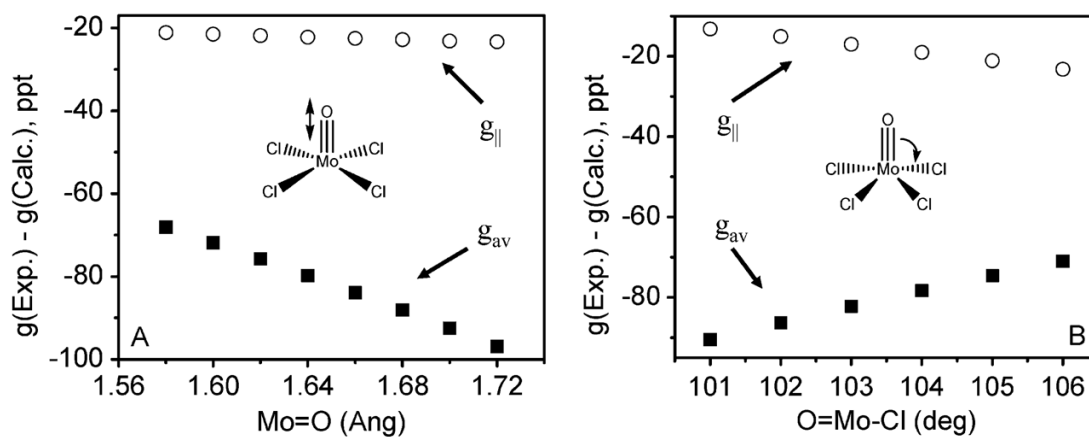 g(Exp.) - g(Calc.), ppt
-20
-40
-60
-80
-100
O
Mo
Cl
Cl
Cl
Cl
g||
gav
A
1.56
1.60
1.64
1.68
1.72
Mo=O (Ang)
g(Exp.) - g(Calc.), ppt
-20
-40
-60
-80
g||
O
Cl
Mo
Cl
Cl
Cl
gav
B
101
102
103
104
105
106
O=Mo-Cl (deg)